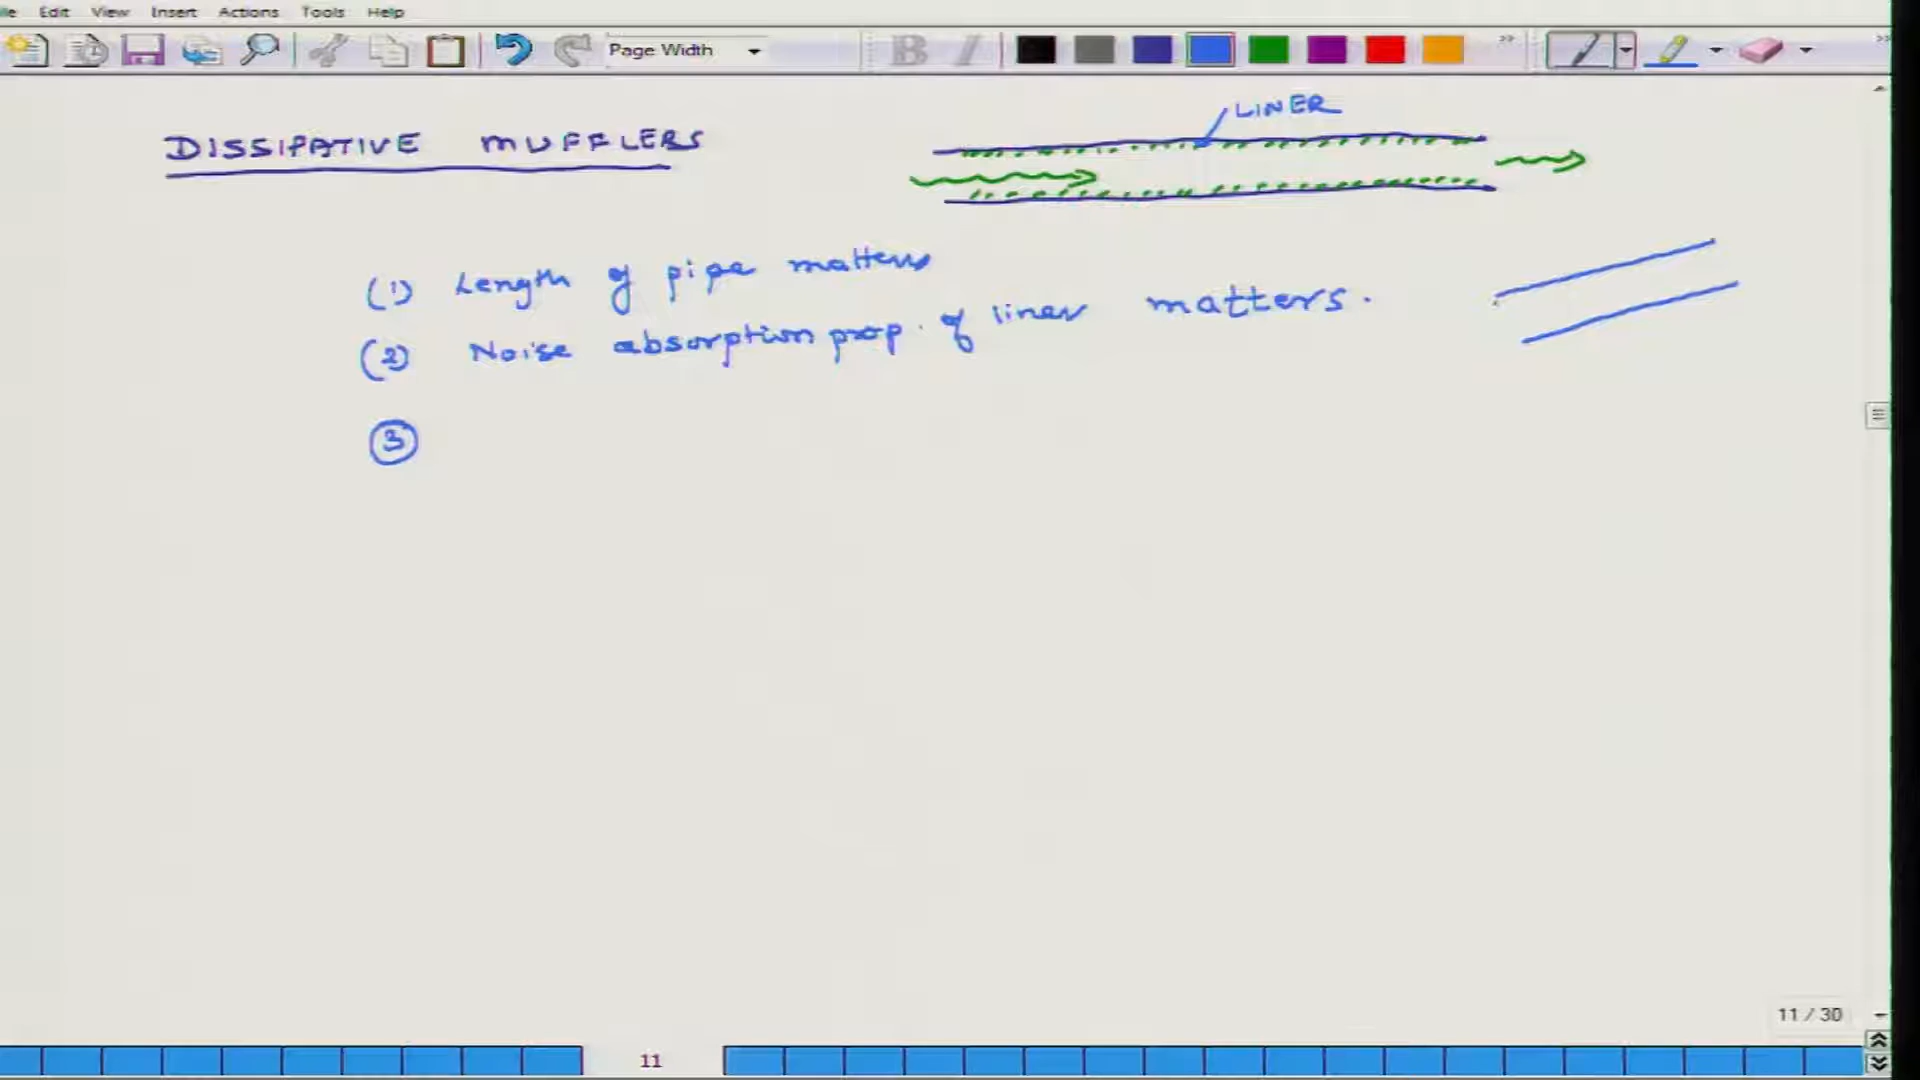 Edit View Insert Actions Tools Help
Page Width
DISSIPATIVE MUFFLERS
LINER
(1) Length of pipe matters
(2) Noise absorption prop. of liner matters.
3
11 / 30
11